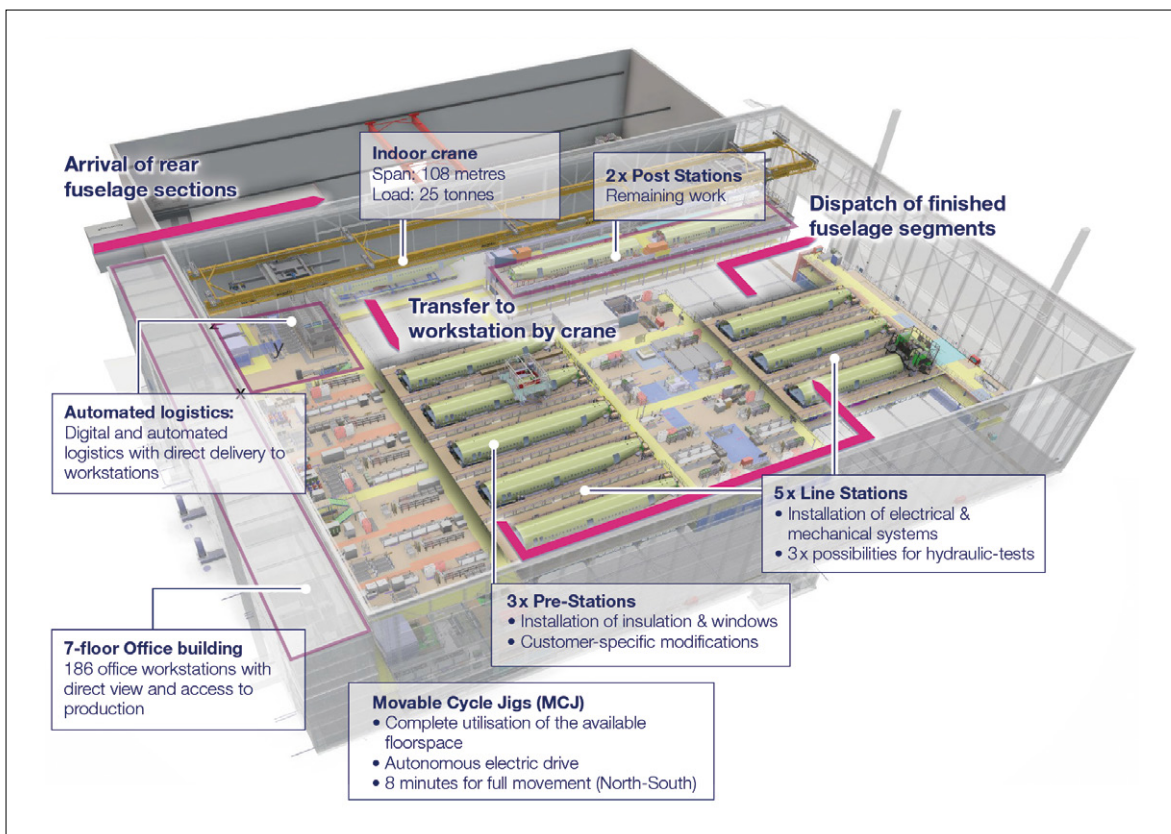 Arrival of rear
fuselage sections
Indoor crane
Span: 108 metres
Load: 25 tonnes
2x Post Stations
Remaining work
Dispatch of finished
fuselage segments
Transfer to
workstation by crane
Y
X
Automated logistics:
Digital and automated
logistics with direct delivery to
workstations
5x Line Stations
• Installation of electrical &
mechanical systems
• 3x possibilities for hydraulic-tests
3x Pre-Stations
• Installation of insulation & windows
• Customer-specific modifications
7-floor Office building
186 office workstations with
direct view and access to
production
Movable Cycle Jigs (MCJ)
• Complete utilisation of the available
floorspace
• Autonomous electric drive
• 8 minutes for full movement (North-South)